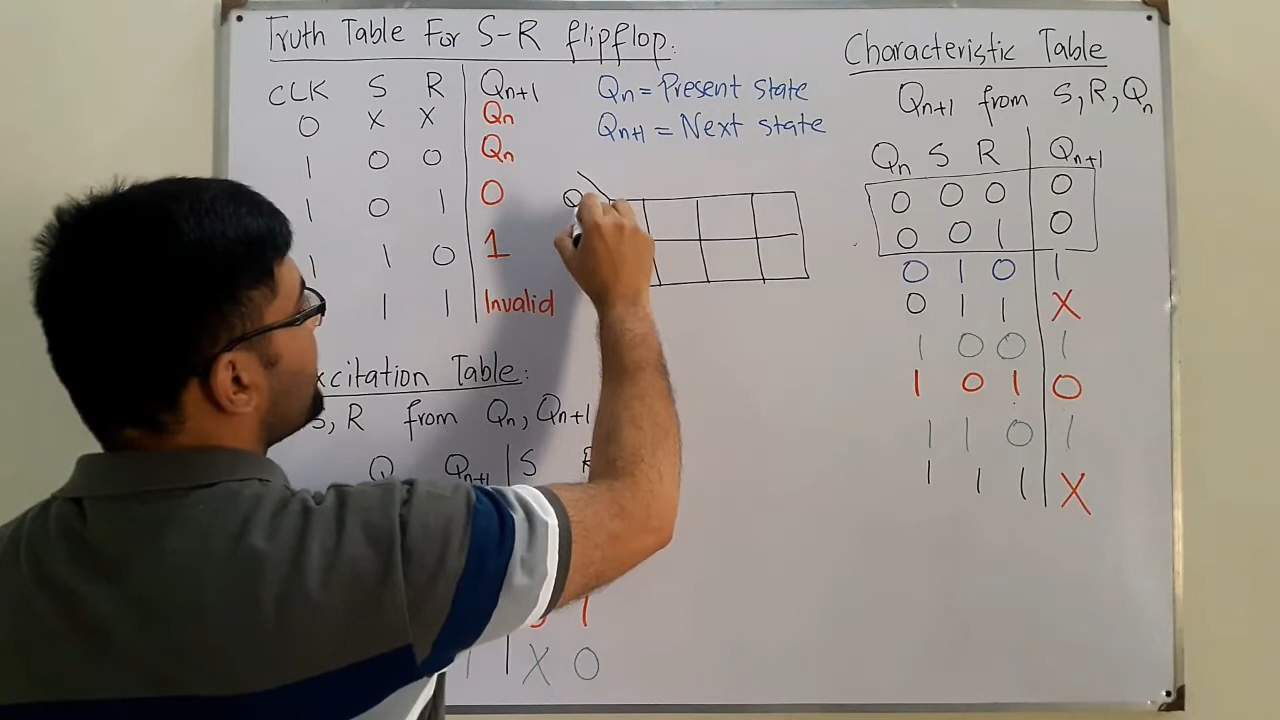 Truth Table For S-R flipflop:
CLK S R Qn+1
0 X X Qn
1 0 0 Qn
1 0 1 0
1 1 0 1
1 1 1 Invalid
Qn = Present state
Qn+1 = Next state
Q
xcitation Table:
S, R from Qn, Qn+1
Q Qn+1 S R
1
1 X 0
Characteristic Table
Qn+1 from S, R, Qn
Qn S R Qn+1
0 0 0 0
0 0 1 0
0 1 0 1
0 1 1 X
1 0 0 1
1 0 1 0
1 1 0 1
1 1 1 X